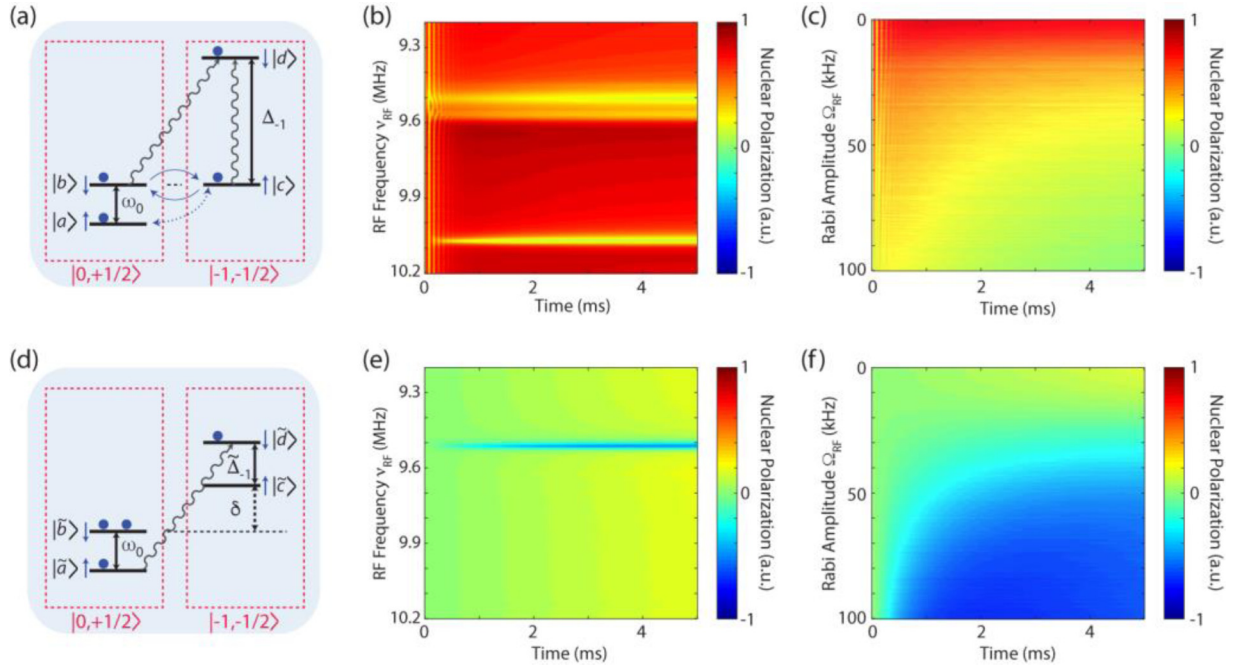 (a)
|d⟩
Δ₋₁
|b⟩
|c⟩
ω₀
|a⟩
|0,+1/2⟩
|-1,-1/2⟩
(b)
RF Frequency ν_RF (MHz)
9.3
9.6
9.9
10.2
0
2
4
Time (ms)
1
0
-1
Nuclear Polarization (a.u.)
(c)
Rabi Amplitude Ω_RF (kHz)
0
50
100
0
2
4
Time (ms)
1
0
-1
Nuclear Polarization (a.u.)
(d)
|d̃⟩
Δ̃₋₁
|c̃⟩
δ
|b̃⟩
ω₀
|ã⟩
|0,+1/2⟩
|-1,-1/2⟩
(e)
RF Frequency ν_RF (MHz)
9.3
9.6
9.9
10.2
0
2
4
Time (ms)
1
0
-1
Nuclear Polarization (a.u.)
(f)
Rabi Amplitude Ω_RF (kHz)
0
50
100
0
2
4
Time (ms)
1
0
-1
Nuclear Polarization (a.u.)